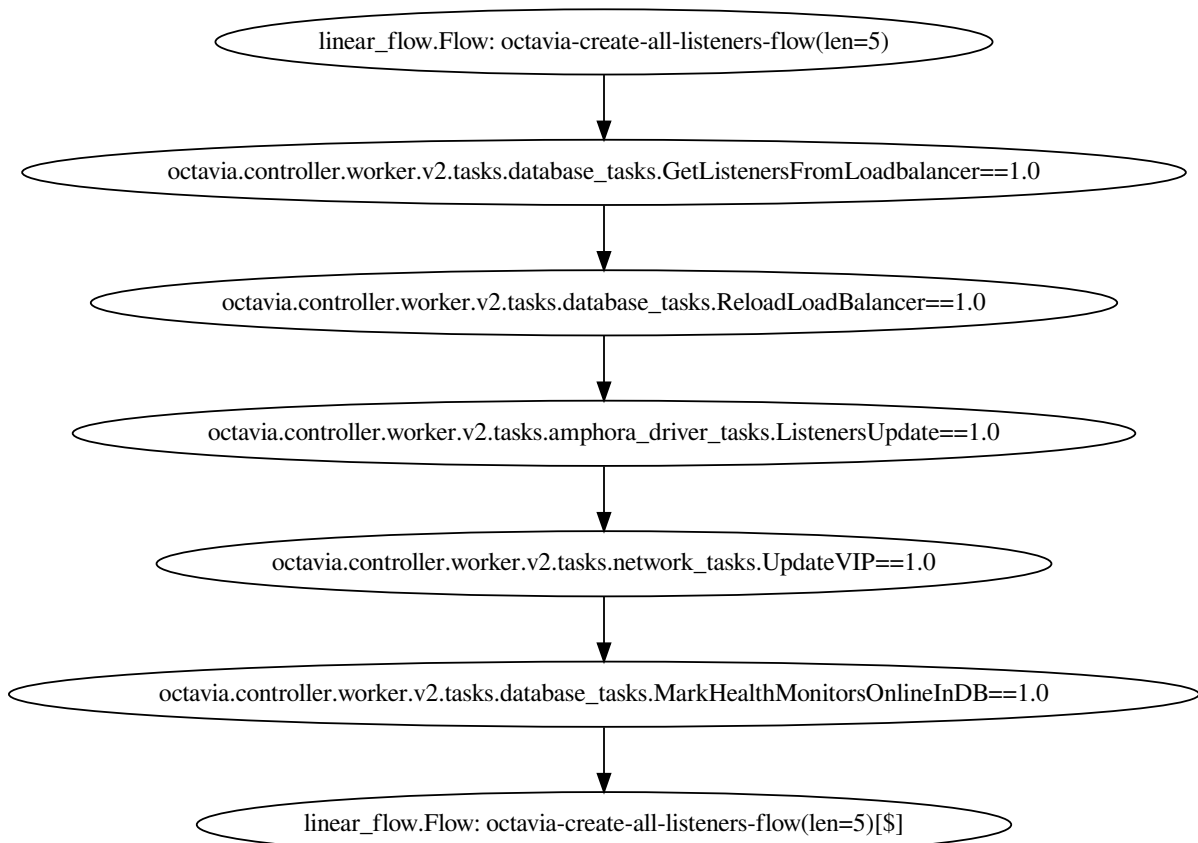 linear_flow.Flow: octavia-create-all-listeners-flow(len=5)
octavia.controller.worker.v2.tasks.database_tasks.GetListenersFromLoadbalancer==1.0
octavia.controller.worker.v2.tasks.database_tasks.ReloadLoadBalancer==1.0
octavia.controller.worker.v2.tasks.amphora_driver_tasks.ListenersUpdate==1.0
octavia.controller.worker.v2.tasks.network_tasks.UpdateVIP==1.0
octavia.controller.worker.v2.tasks.database_tasks.MarkHealthMonitorsOnlineInDB==1.0
linear_flow.Flow: octavia-create-all-listeners-flow(len=5)[$]